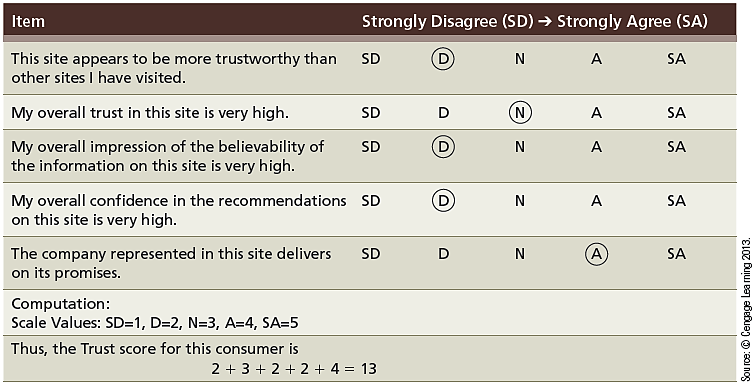 Item Strongly Disagree (SD) → Strongly Agree (SA)
This site appears to be more trustworthy than SD D N A SA
other sites I have visited.
My overall trust in this site is very high. SD D N A SA
My overall impression of the believability of SD D N A SA
the information on this site is very high.
My overall confidence in the recommendations SD D N A SA
on this site is very high.
The company represented in this site delivers SD D N A SA
on its promises.
Computation:
Scale Values: SD=1, D=2, N=3, A=4, SA=5
Thus, the Trust score for this consumer is
2 + 3 + 2 + 2 + 4 = 13
Source: © Cengage Learning 2013.